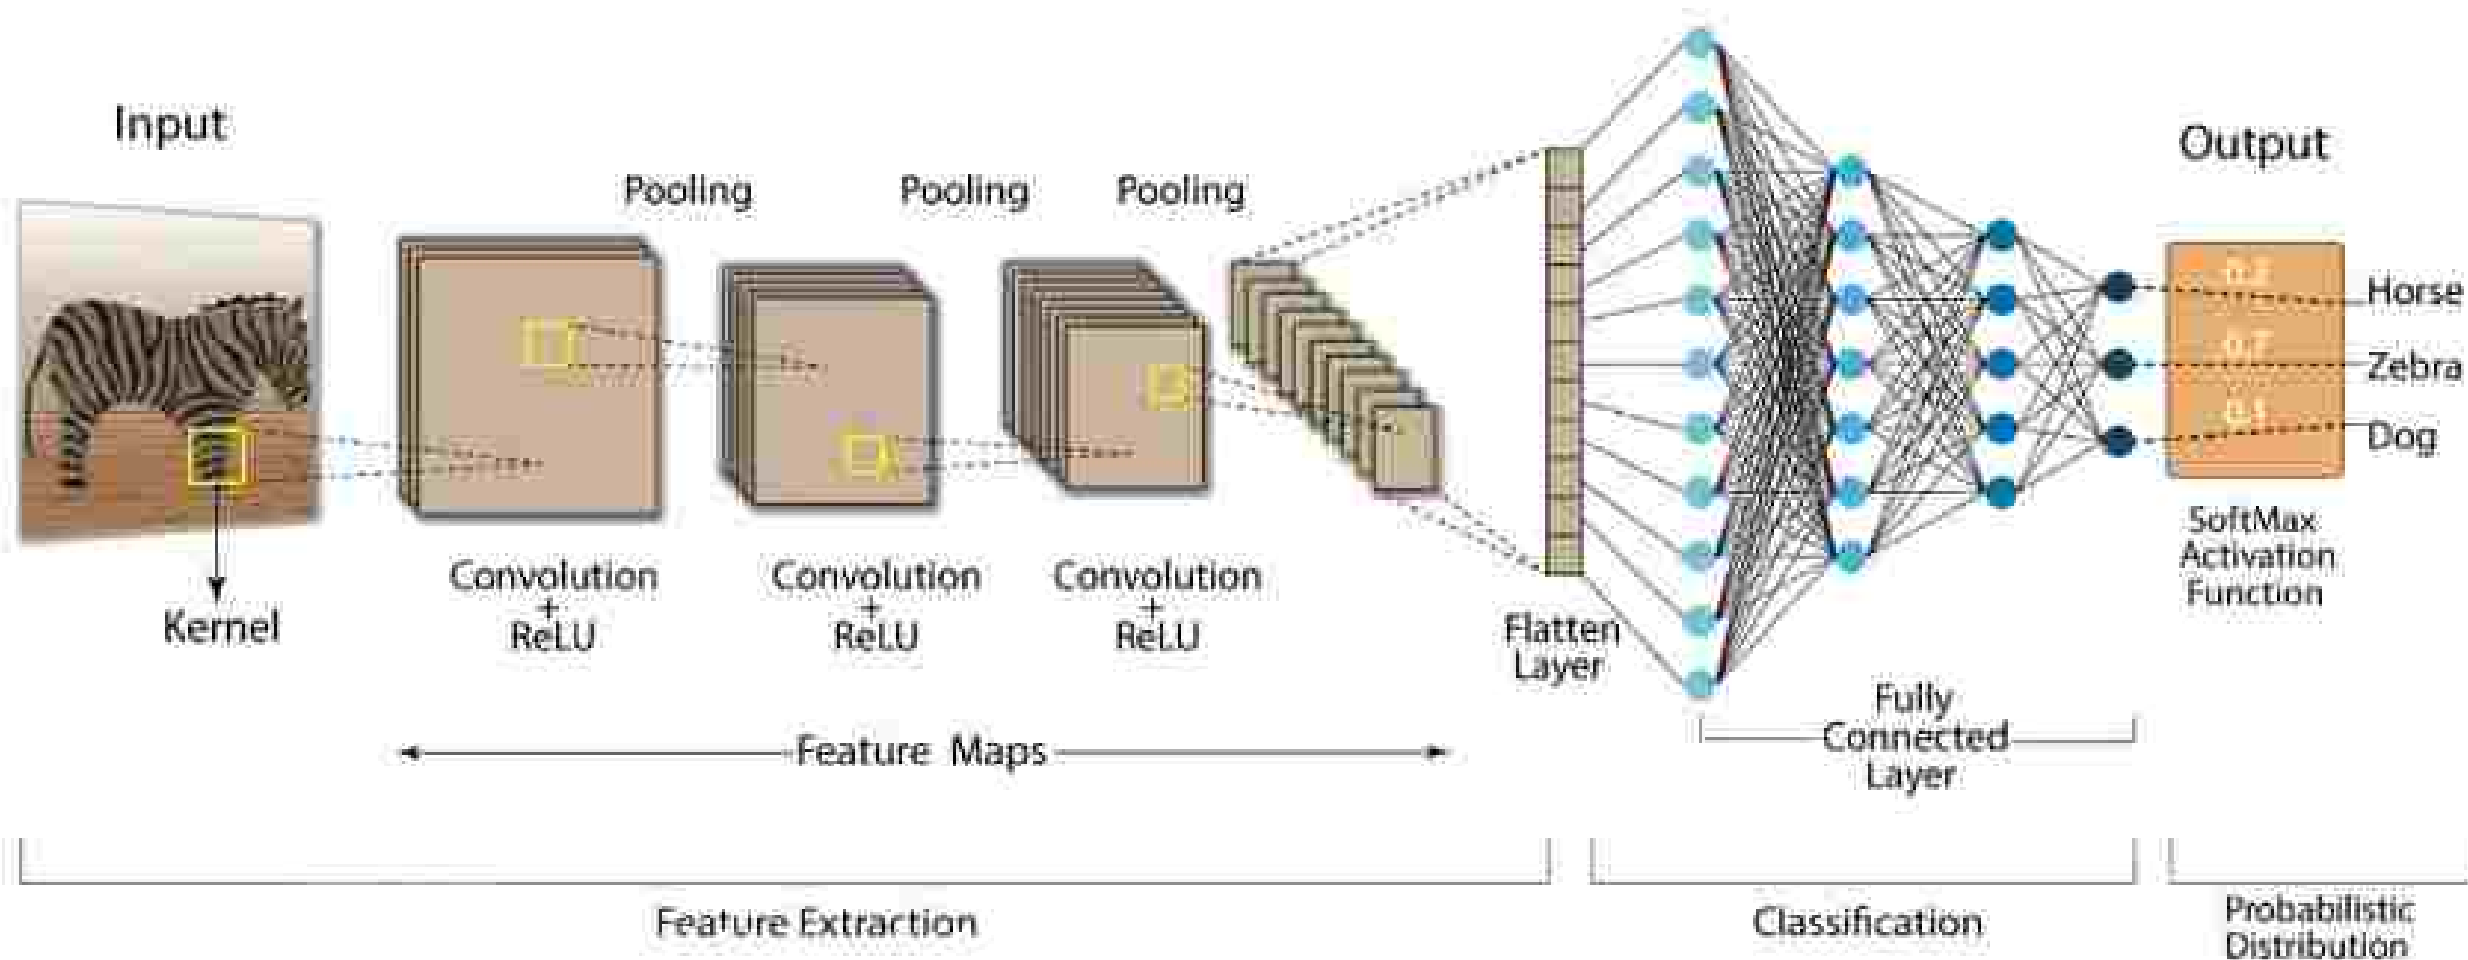 Input
Output
Pooling
Pooling
Pooling
Horse
Zebra
Dog
Kernel
Convolution
+
ReLU
Convolution
+
ReLU
Convolution
+
ReLU
Flatten
Layer
SoftMax
Activation
Function
Fully
Connected
Layer
Feature Maps
Feature Extraction
Classification
Probabilistic
Distribution